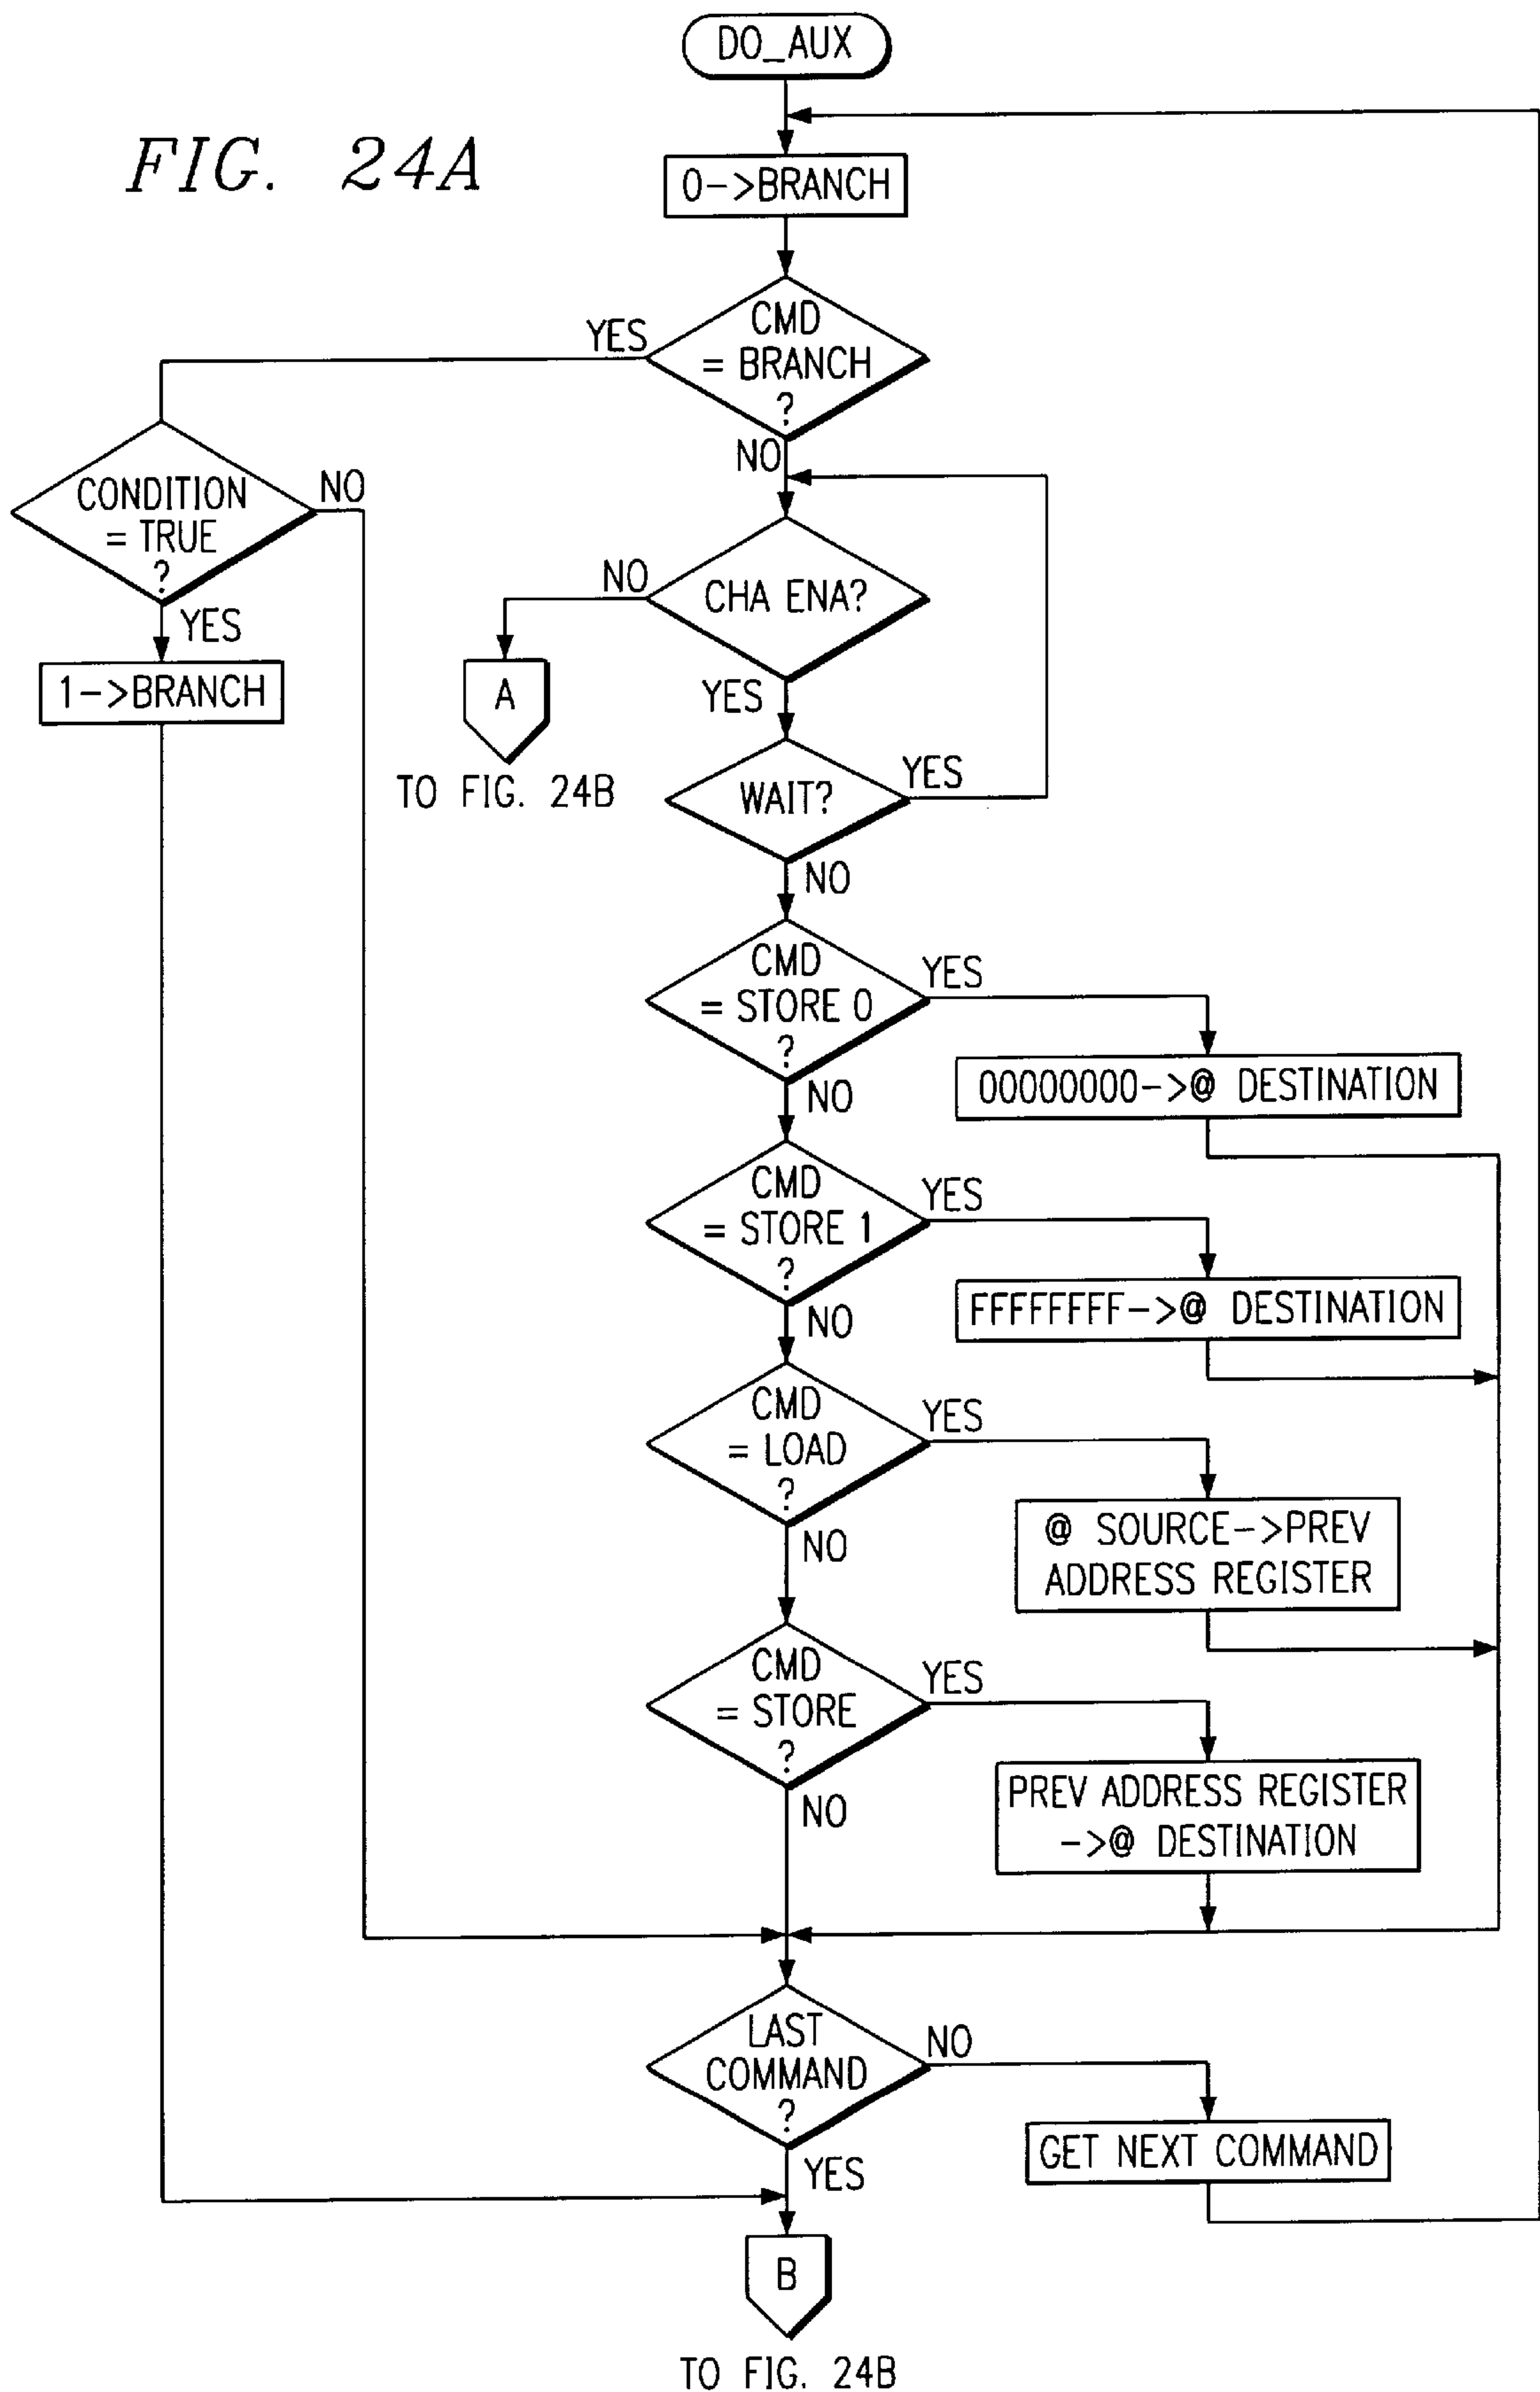 DO_AUX
FIG. 24A
0->BRANCH
CMD
= BRANCH
?
YES
NO
CONDITION
= TRUE
?
NO
YES
1->BRANCH
CHA ENA?
NO
A
TO FIG. 24B
YES
WAIT?
YES
NO
CMD
= STORE 0
?
YES
00000000->@ DESTINATION
NO
CMD
= STORE 1
?
YES
FFFFFFFF->@ DESTINATION
NO
CMD
= LOAD
?
YES
@ SOURCE->PREV
ADDRESS REGISTER
NO
CMD
= STORE
?
YES
PREV ADDRESS REGISTER
->@ DESTINATION
NO
LAST
COMMAND
?
NO
GET NEXT COMMAND
YES
B
TO FIG. 24B